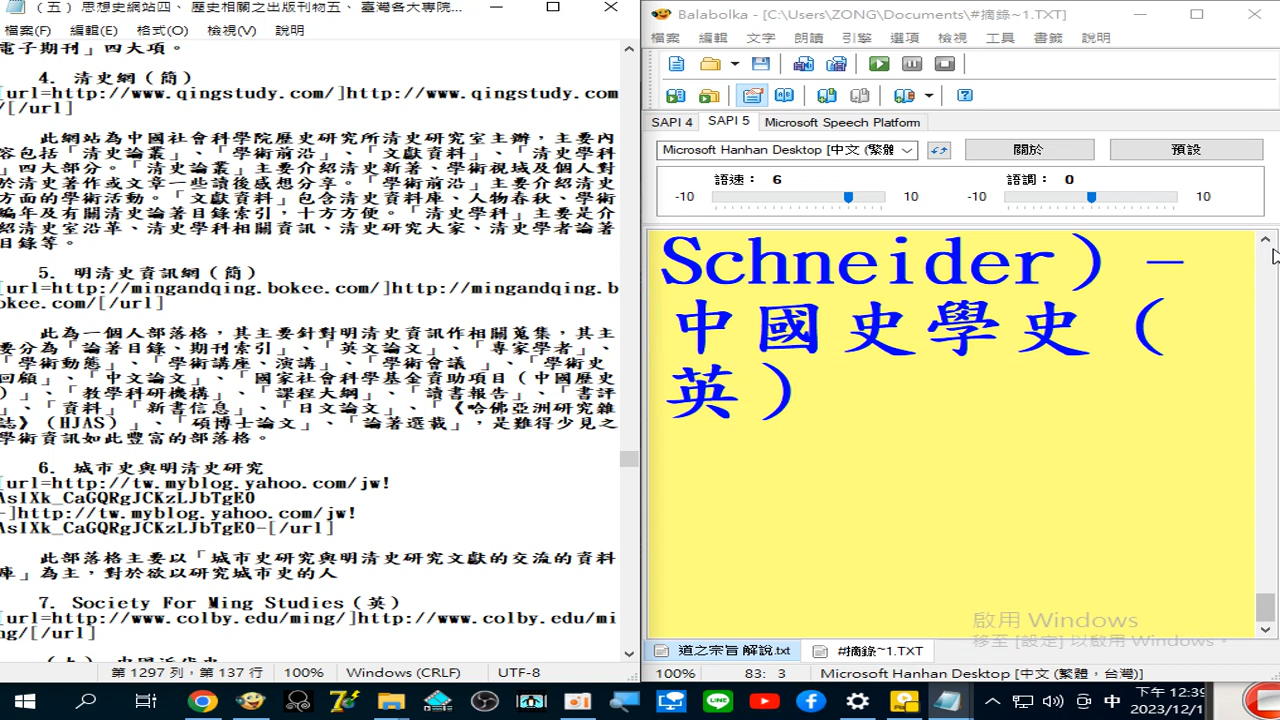 （五）思想史網站四、歷史相關之出版刊物五、臺灣各大專院...
檔案(F) 編輯(E) 格式(O) 檢視(V) 說明
電子期刊」四大項。
4. 清史網（簡）
[url=http://www.qingstudy.com/]http://www.qingstudy.com
/[/url]
此網站為中國社會科學院歷史研究所清史研究室主辦，主要內
容包括「清史論叢」、「學術前沿」、「文獻資料」、「清史學科
」四大部分。「清史論叢」主要介紹清史新著、學術視域及個人對
於清史著作或文章一些讀後感想分享。「學術前沿」主要介紹清史
方面的學術活動。「文獻資料」包含清史資料庫、人物春秋、學術
編年及有關清史論著目錄索引，十方方便。「清史學科」主要是介
紹清史室沿革、清史學科相關資訊、清史研究大家、清史學者論著
目錄等。
5. 明清史資訊網（簡）
[url=http://mingandqing.bokee.com/]http://mingandqing.b
okee.com/[/url]
此為一個人部落格，其主要針對明清史資訊作相關蒐集，其主
要分為「論著目錄、期刊索引」、「英文論文」、「專家學者」、
「學術動態」、「學術講座、演講」、「學術會議」、「學術史
回顧」、「中文論文」、「國家社會科學基金資助項目（中國歷史
）」、「教學科研機構」、「課程大綱」、「讀書報告」、「書評
」、「資料」「新書信息」、「日文論文」、「《哈佛亞洲研究雜
誌》（HJAS）」、「碩博士論文」、「論著選載」，是難得少見之
學術資訊如此豐富的部落格。
6. 城市史與明清史研究
[url=http://tw.myblog.yahoo.com/jw!
AslXk_CaGQRgJCKzLJbTgE0
-]http://tw.myblog.yahoo.com/jw!
AslXk_CaGQRgJCKzLJbTgE0-[/url]
此部落格主要以「城市史研究與明清史研究文獻的交流的資料
庫」為主，對於欲以研究城市史的人
7. Society For Ming Studies（英）
[url=http://www.colby.edu/ming/]http://www.colby.edu/mi
ng/[/url]
第 1297 列，第 137 行 100% Windows (CRLF) UTF-8
Balabolka - [C:\Users\ZONG\Documents\#摘錄~1.TXT]
檔案 編輯 文字 朗讀 引擎 選項 檢視 工具 書籤 說明
SAPI 4 SAPI 5 Microsoft Speech Platform
Microsoft Hanhan Desktop [中文 (繁體 關於 預設
語速： 6 語調： 0
-10 10 -10 10
Schneider）－
中國史學史（
英）
啟用 Windows
移至 [設定] 以啟用 Windows。
道之宗旨 解說.txt #摘錄~1.TXT
100% 83: 3 Microsoft Hanhan Desktop [中文 (繁體，台灣)]
中 下午 12:39
2023/12/1